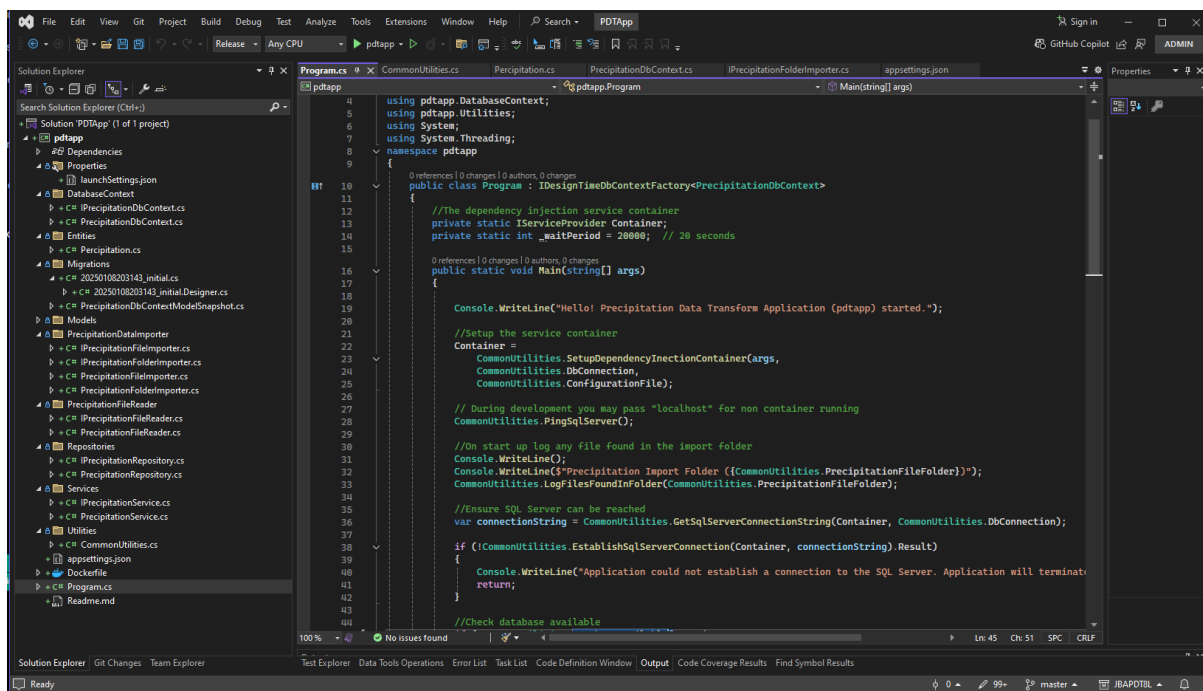 File Edit View Git Project Build Debug Test Analyze Tools Extensions Window Help Search PDTApp Sign in
Release Any CPU pdtapp GitHub Copilot ADMIN
Solution Explorer
Search Solution Explorer (Ctrl+;)
Solution 'PDTApp' (1 of 1 project)
pdtapp
Dependencies
Properties
launchSettings.json
DatabaseContext
C# IPrecipitationDbContext.cs
C# PrecipitationDbContext.cs
Entities
C# Percipitation.cs
Migrations
C# 20250108203143_initial.cs
C# 20250108203143_initial.Designer.cs
C# PrecipitationDbContextModelSnapshot.cs
Models
PrecipitationDataImporter
C# IPrecipitationFileImporter.cs
C# IPrecipitationFolderImporter.cs
C# PrecipitationFileImporter.cs
C# PrecipitationFolderImporter.cs
PrecipitationFileReader
C# IPrecipitationFileReader.cs
C# PrecipitationFileReader.cs
Repositories
C# IPrecipitationRepository.cs
C# PrecipitationRepository.cs
Services
C# IPrecipitationService.cs
C# PrecipitationService.cs
Utilities
C# CommonUtilities.cs
appsettings.json
Dockerfile
C# Program.cs
Readme.md
Solution Explorer Git Changes Team Explorer
Program.cs CommonUtilities.cs Percipitation.cs PrecipitationDbContext.cs IPrecipitationFolderImporter.cs appsettings.json
pdtapp pdtapp.Program Main(string[] args)
4 using pdtapp.DatabaseContext;
5 using pdtapp.Utilities;
6 using System;
7 using System.Threading;
8 namespace pdtapp
9 {
0 references | 0 changes | 0 authors, 0 changes
10 public class Program : IDesignTimeDbContextFactory<PrecipitationDbContext>
11 {
12 //The dependency injection service container
13 private static IServiceProvider Container;
14 private static int _waitPeriod = 20000; // 20 seconds
15
0 references | 0 changes | 0 authors, 0 changes
16 public static void Main(string[] args)
17 {
18
19 Console.WriteLine("Hello! Precipitation Data Transform Application (pdtapp) started.");
20
21 //Setup the service container
22 Container =
23 CommonUtilities.SetupDependencyInectionContainer(args,
24 CommonUtilities.DbConnection,
25 CommonUtilities.ConfigurationFile);
26
27 // During development you may pass "localhost" for non container running
28 CommonUtilities.PingSqlServer();
29
30 //On start up log any file found in the import folder
31 Console.WriteLine();
32 Console.WriteLine($"Precipitation Import Folder ({CommonUtilities.PrecipitationFileFolder})");
33 CommonUtilities.LogFilesFoundInFolder(CommonUtilities.PrecipitationFileFolder);
34
35 //Ensure SQL Server can be reached
36 var connectionString = CommonUtilities.GetSqlServerConnectionString(Container, CommonUtilities.DbConnection);
37
38 if (!CommonUtilities.EstablishSqlServerConnection(Container, connectionString).Result)
39 {
40 Console.WriteLine("Application could not establish a connection to the SQL Server. Application will terminate
41 return;
42 }
43
44 //Check database available
100 % No issues found Ln: 45 Ch: 51 SPC CRLF
Test Explorer Data Tools Operations Error List Task List Code Definition Window Output Code Coverage Results Find Symbol Results
Properties
Ready 0 99+ master JBAPDT8L